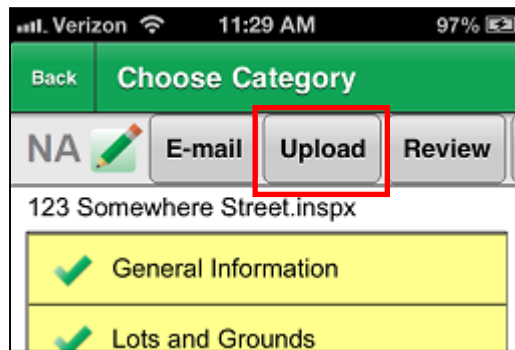 Verizon 11:29 AM 97%
Back Choose Category
NA E-mail Upload Review
123 Somewhere Street.inspx
General Information
Lots and Grounds